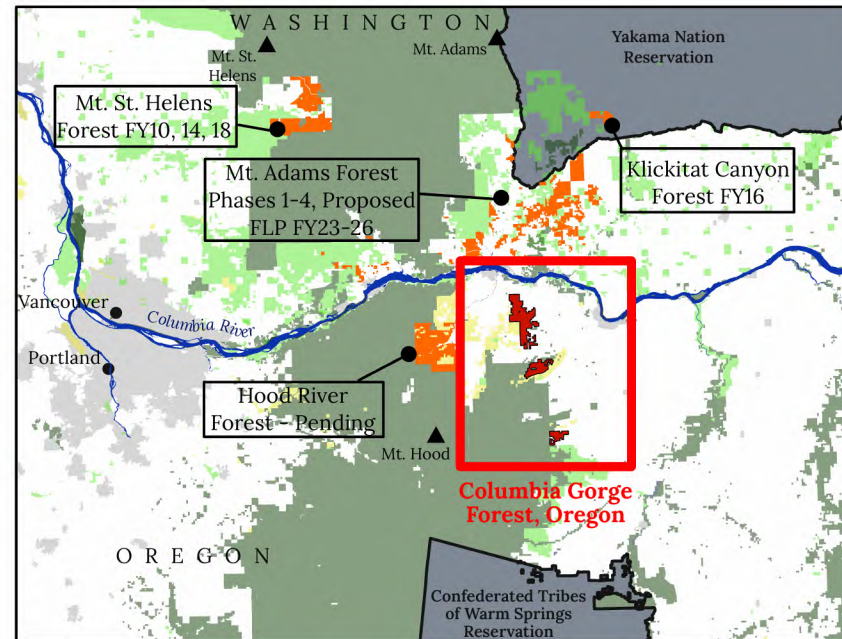 WASHINGTON
Mt. St.
Helens
Mt. Adams
Yakama Nation
Reservation
Mt. St. Helens
Forest FY10, 14, 18
Mt. Adams Forest
Phases 1-4, Proposed
FLP FY23-26
Klickitat Canyon
Forest FY16
Vancouver
Columbia River
Portland
Hood River
Forest - Pending
Mt. Hood
Columbia Gorge
Forest, Oregon
OREGON
Confederated Tribes
of Warm Springs
Reservation